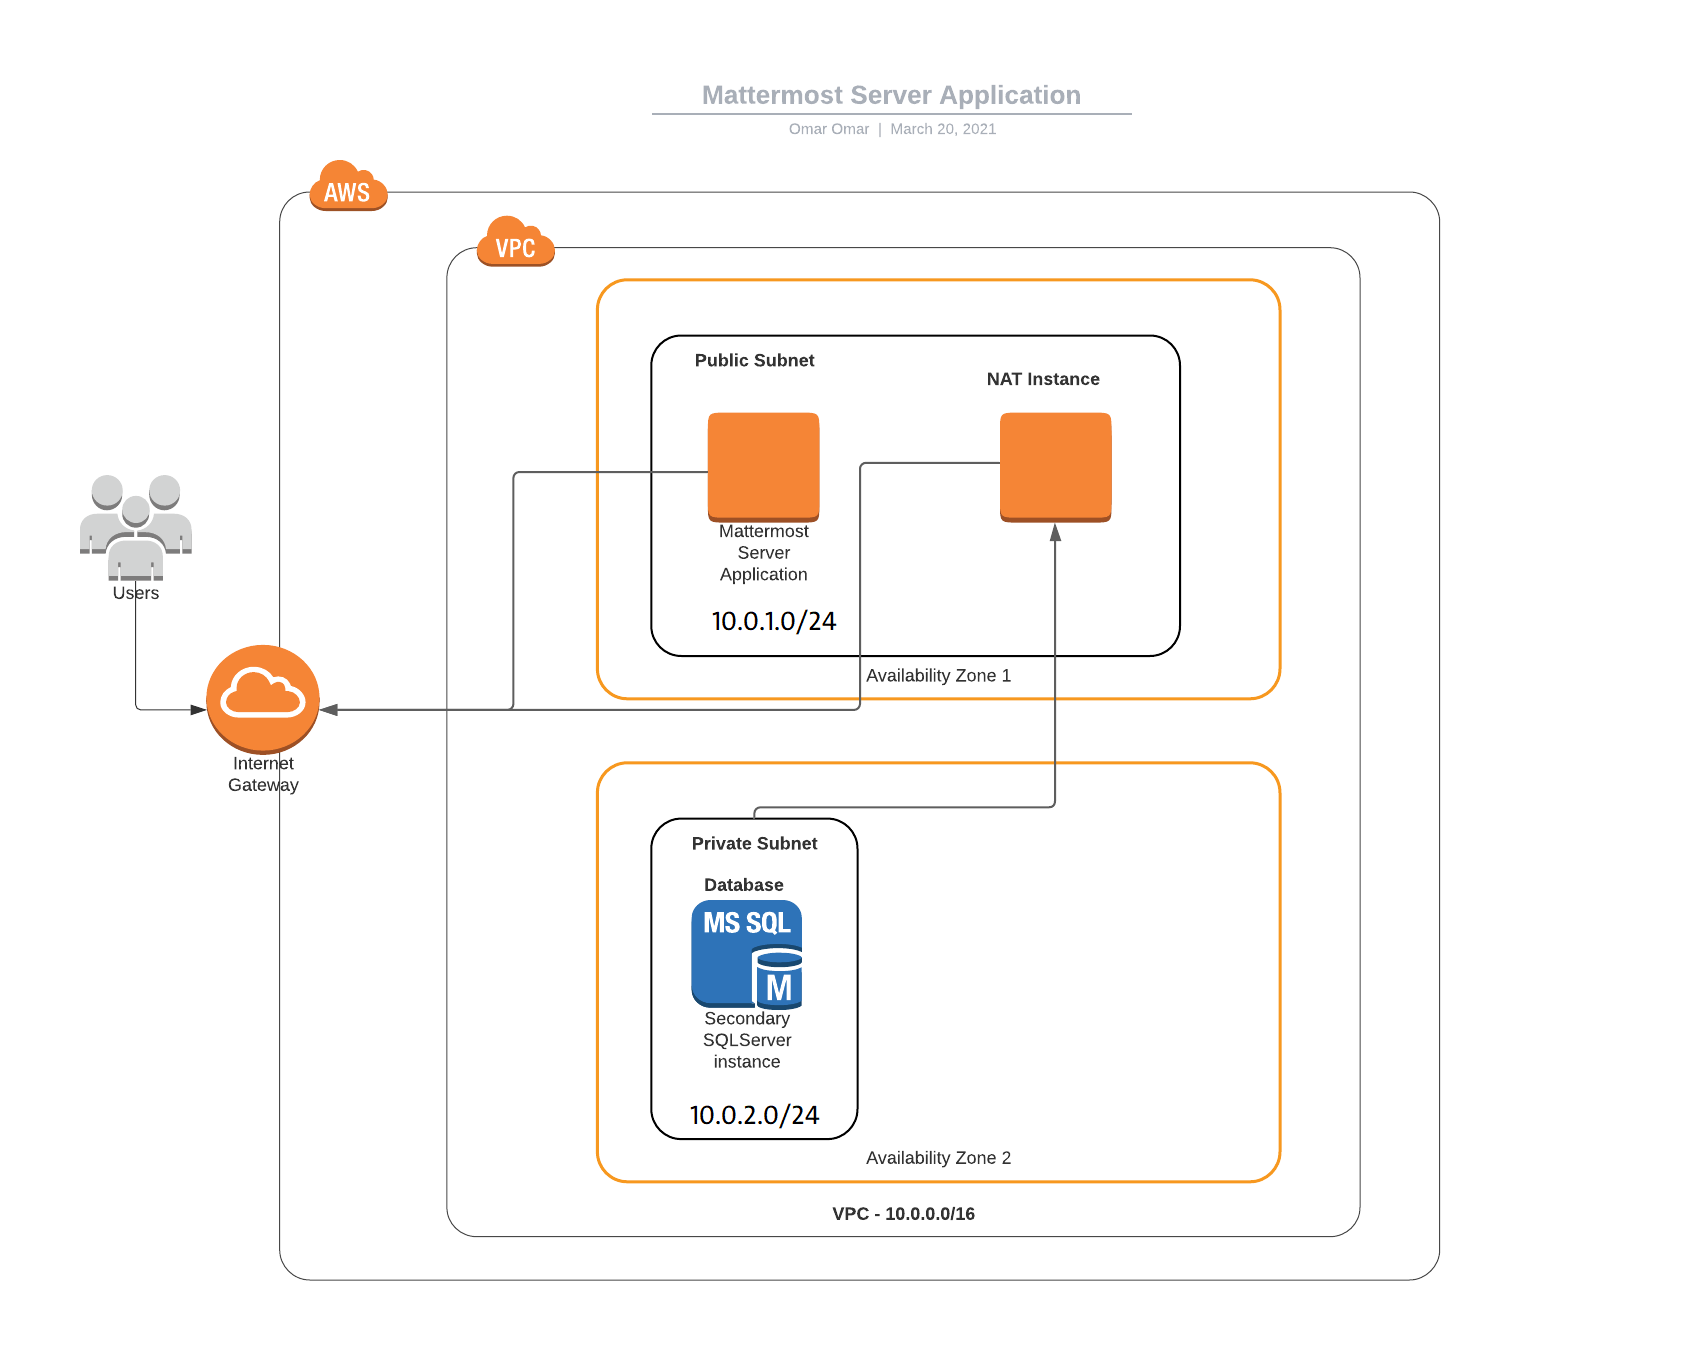 Mattermost Server Application
Omar Omar | March 20, 2021
AWS
VPC
Public Subnet
NAT Instance
Mattermost
Server
Application
10.0.1.0/24
Availability Zone 1
Users
Internet
Gateway
Private Subnet
Database
MS SQL
M
Secondary
SQLServer
instance
10.0.2.0/24
Availability Zone 2
VPC - 10.0.0.0/16